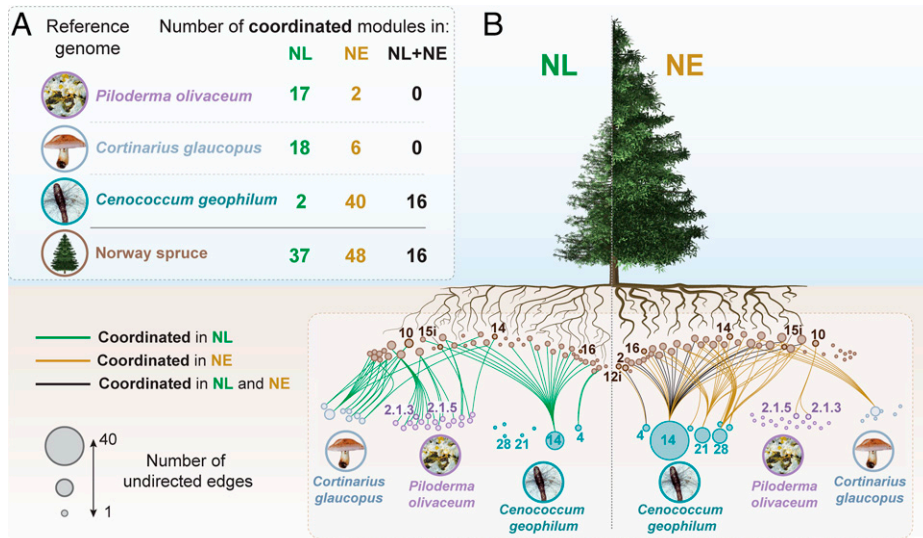 A
Reference
genome
Number of coordinated modules in:
NL NE NL+NE
Piloderma olivaceum 17 2 0
Cortinarius glaucopus 18 6 0
Cenococcum geophilum 2 40 16
Norway spruce 37 48 16
B
NL NE
Coordinated in NL
Coordinated in NE
Coordinated in NL and NE
40
Number of
undirected edges
1
10 15i 14 16 2 12i 16 14 15i 10
2.1.3 2.1.5 28 21 14 4 4 14 21 28 2.1.5 2.1.3
Cortinarius
glaucopus
Piloderma
olivaceum
Cenococcum
geophilum
Cenococcum
geophilum
Piloderma
olivaceum
Cortinarius
glaucopus